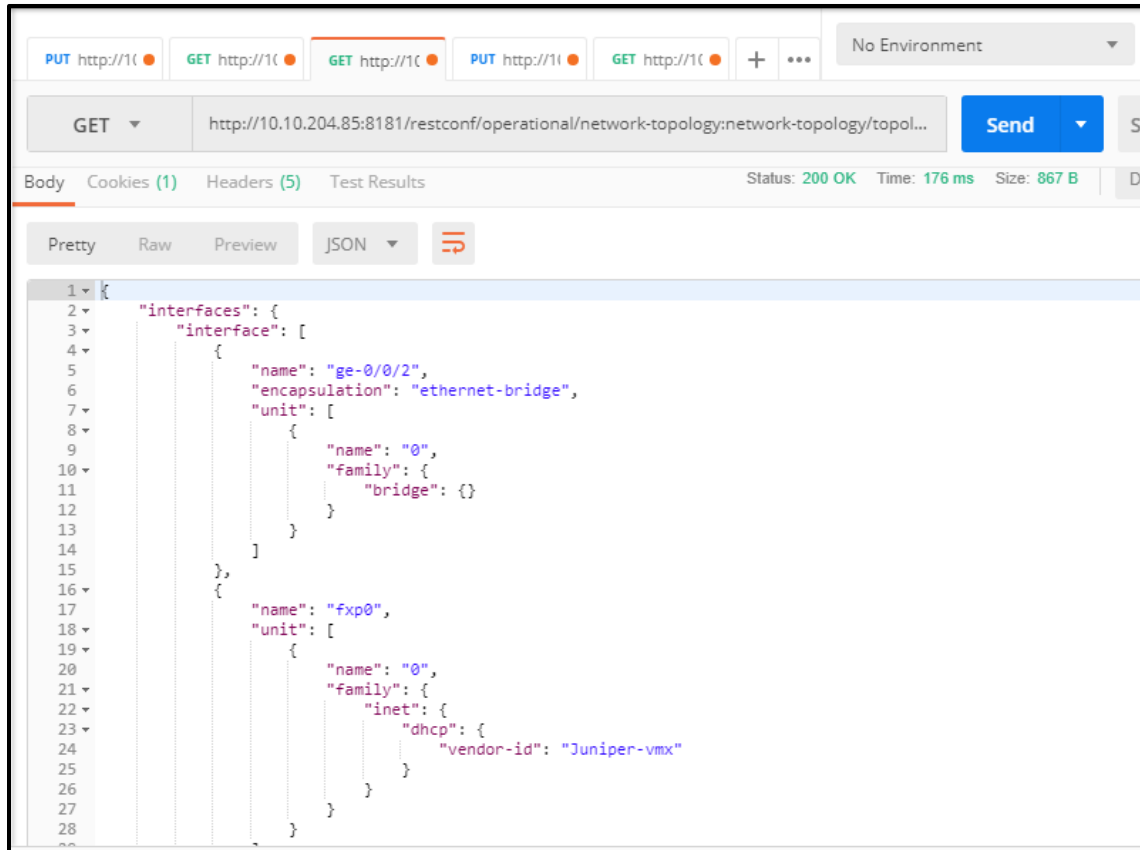 PUT http://1( GET http://1( GET http://1( PUT http://1( GET http://1( + ••• No Environment
GET http://10.10.204.85:8181/restconf/operational/network-topology:network-topology/topol... Send S
Body Cookies (1) Headers (5) Test Results Status: 200 OK Time: 176 ms Size: 867 B D
Pretty Raw Preview JSON
1 {
2 "interfaces": {
3 "interface": [
4 {
5 "name": "ge-0/0/2",
6 "encapsulation": "ethernet-bridge",
7 "unit": [
8 {
9 "name": "0",
10 "family": {
11 "bridge": {}
12 }
13 }
14 ]
15 },
16 {
17 "name": "fxp0",
18 "unit": [
19 {
20 "name": "0",
21 "family": {
22 "inet": {
23 "dhcp": {
24 "vendor-id": "Juniper-vmx"
25 }
26 }
27 }
28 }